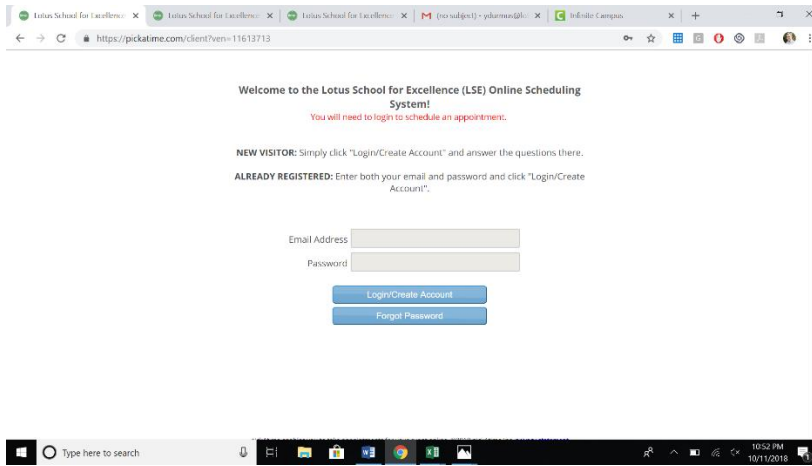 Lotus School for Excellence
Lotus School for Excellence
Lotus School for Excellence
(no subject) - ydurmus@lot
Infinite Campus
https://pickatime.com/client?ven=11613713
Welcome to the Lotus School for Excellence (LSE) Online Scheduling
System!
You will need to login to schedule an appointment.
NEW VISITOR: Simply click "Login/Create Account" and answer the questions there.
ALREADY REGISTERED: Enter both your email and password and click "Login/Create
Account".
Email Address
Password
Login/Create Account
Forgot Password
Type here to search
10:52 PM
10/11/2018